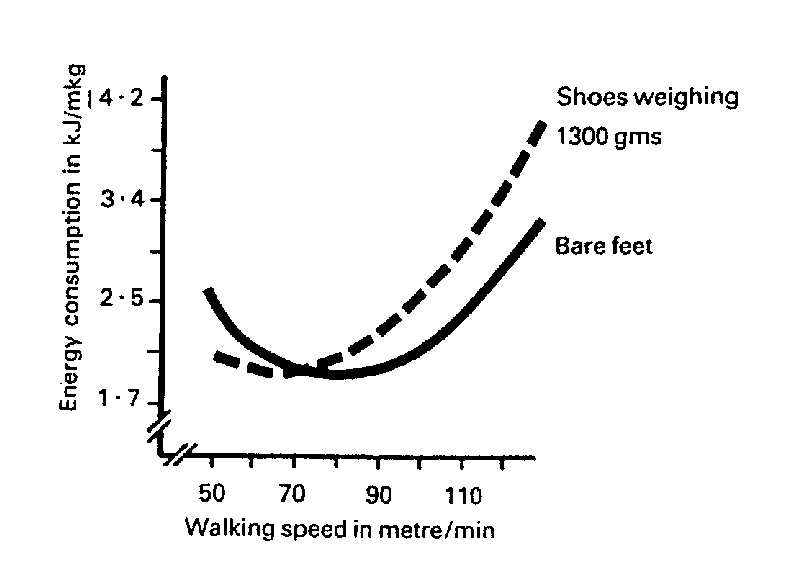 Energy consumption in kJ/mkg
4·2
3·4
2·5
1·7
Shoes weighing
1300 gms
Bare feet
50 70 90 110
Walking speed in metre/min